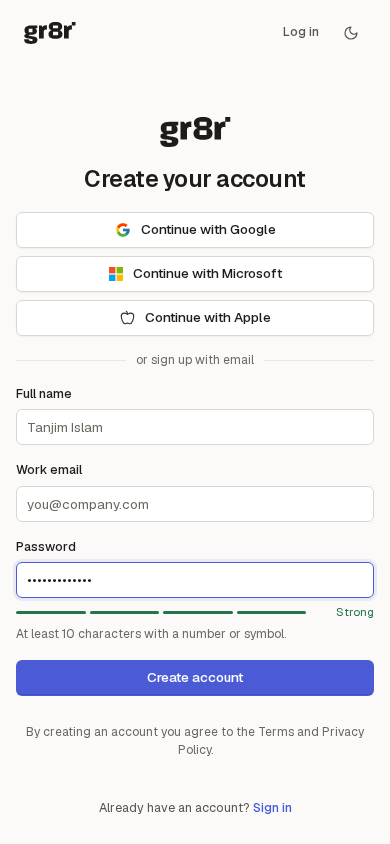 gr8r
Log in
gr8r
Create your account
Continue with Google
Continue with Microsoft
Continue with Apple
or sign up with email
Full name
Tanjim Islam
Work email
you@company.com
Password
•••••••••••••
Strong
At least 10 characters with a number or symbol.
Create account
By creating an account you agree to the Terms and Privacy
Policy.
Already have an account? Sign in